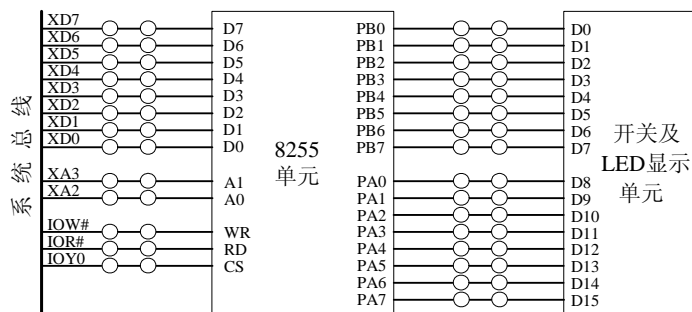 XD7 D7 PB0 D0
XD6 D6 PB1 D1
XD5 D5 PB2 D2
XD4 D4 PB3 D3
XD3 D3 PB4 D4
XD2 D2 PB5 D5
XD1 D1 PB6 D6
XD0 D0 PB7 D7
系统总线
8255
单元
开关及
LED显示
单元
XA3 A1 PA0 D8
XA2 A0 PA1 D9
PA2 D10
IOW# WR PA3 D11
IOR# RD PA4 D12
IOY0 CS PA5 D13
PA6 D14
PA7 D15